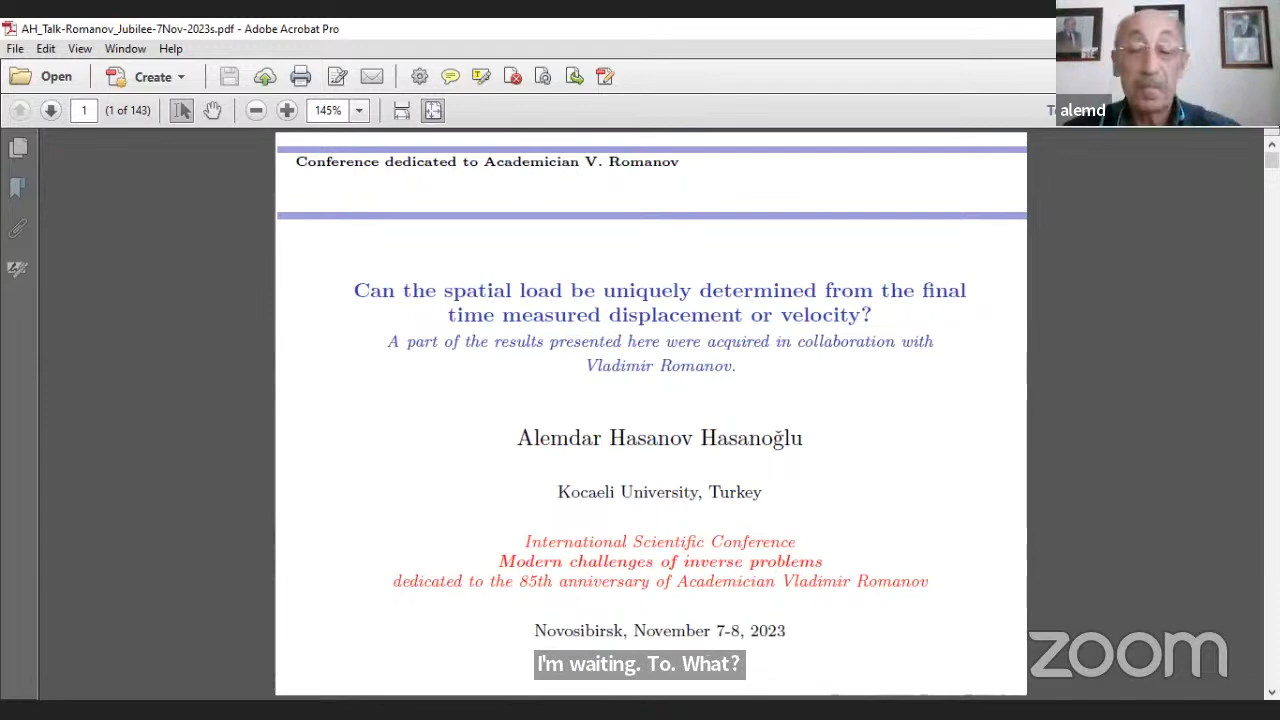 AH_Talk-Romanov_Jubilee-7Nov-2023s.pdf - Adobe Acrobat Pro
File Edit View Window Help
Open Create
1 (1 of 143) 145%
alemd
Conference dedicated to Academician V. Romanov
Can the spatial load be uniquely determined from the final
time measured displacement or velocity?
A part of the results presented here were acquired in collaboration with
Vladimir Romanov.
Alemdar Hasanov Hasanoğlu
Kocaeli University, Turkey
International Scientific Conference
Modern challenges of inverse problems
dedicated to the 85th anniversary of Academician Vladimir Romanov
Novosibirsk, November 7-8, 2023
I'm waiting. To. What?
zoom